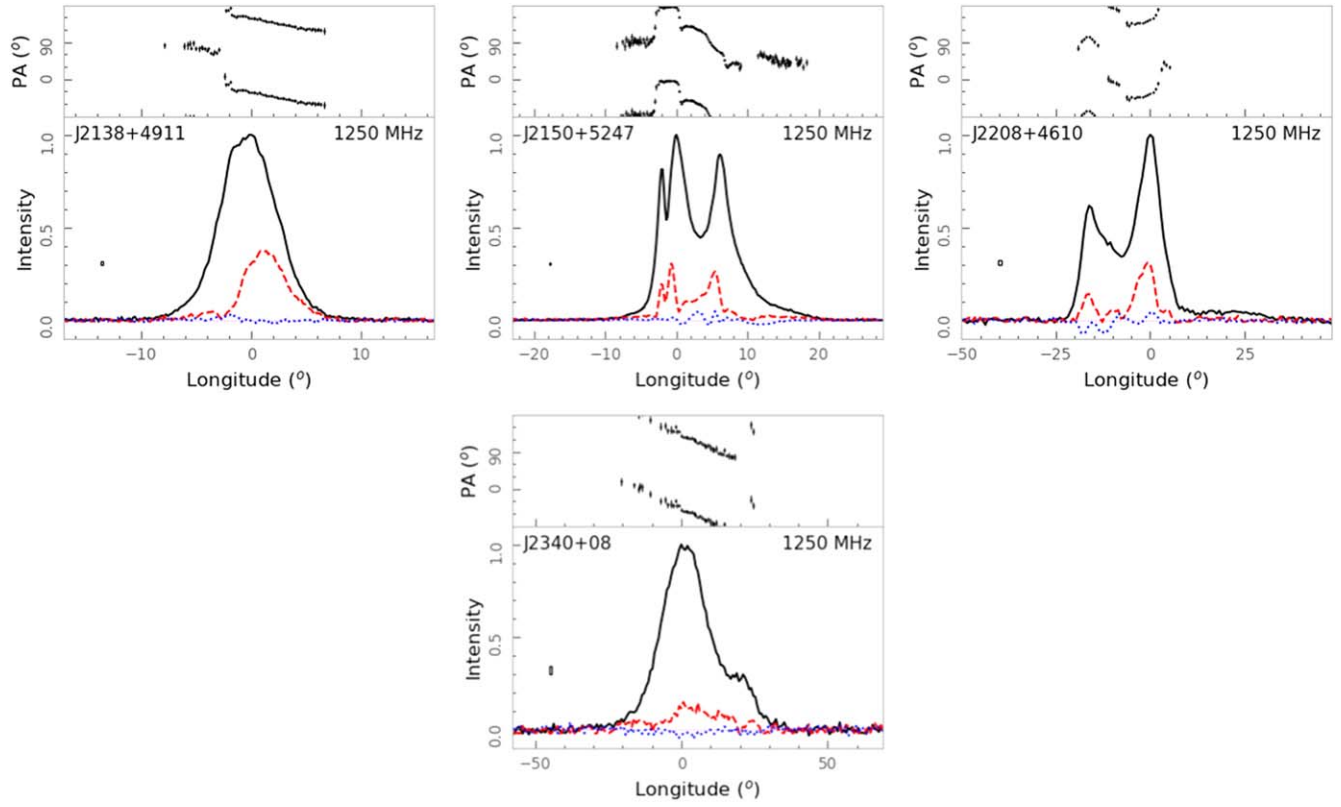 PA (°)
90
0
J2138+4911 1250 MHz
Intensity
1.0
0.5
0.0
−10 0 10
Longitude (°)
PA (°)
90
0
J2150+5247 1250 MHz
Intensity
1.0
0.5
0.0
−20 −10 0 10 20
Longitude (°)
PA (°)
90
0
J2208+4610 1250 MHz
Intensity
1.0
0.5
0.0
−50 −25 0 25
Longitude (°)
PA (°)
90
0
J2340+08 1250 MHz
Intensity
1.0
0.5
0.0
−50 0 50
Longitude (°)